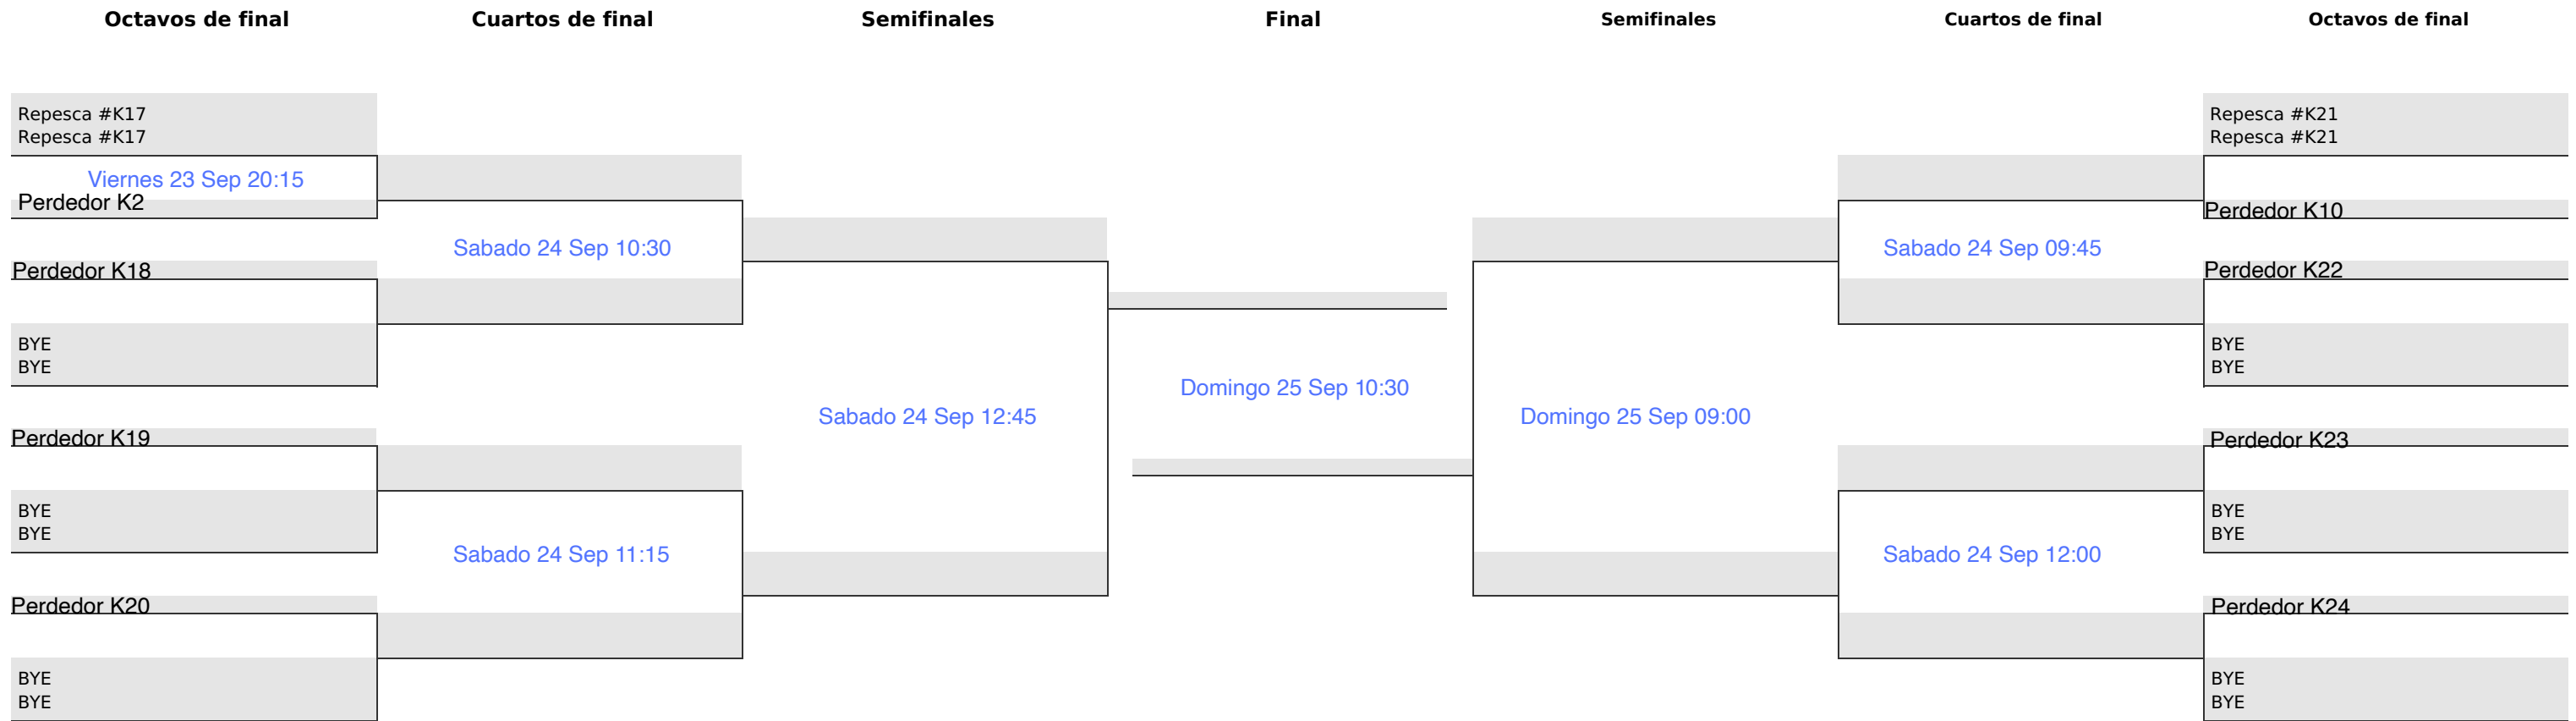 Octavos de final
Cuartos de final
Semifinales
Final
Semifinales
Cuartos de final
Octavos de final
Repesca #K17
Repesca #K17
Repesca #K21
Repesca #K21
Viernes 23 Sep 20:15
Perdedor K2
Perdedor K10
Sabado 24 Sep 10:30
Sabado 24 Sep 09:45
Perdedor K18
Perdedor K22
BYE
BYE
BYE
BYE
Domingo 25 Sep 10:30
Sabado 24 Sep 12:45
Domingo 25 Sep 09:00
Perdedor K19
Perdedor K23
BYE
BYE
BYE
BYE
Sabado 24 Sep 11:15
Sabado 24 Sep 12:00
Perdedor K20
Perdedor K24
BYE
BYE
BYE
BYE